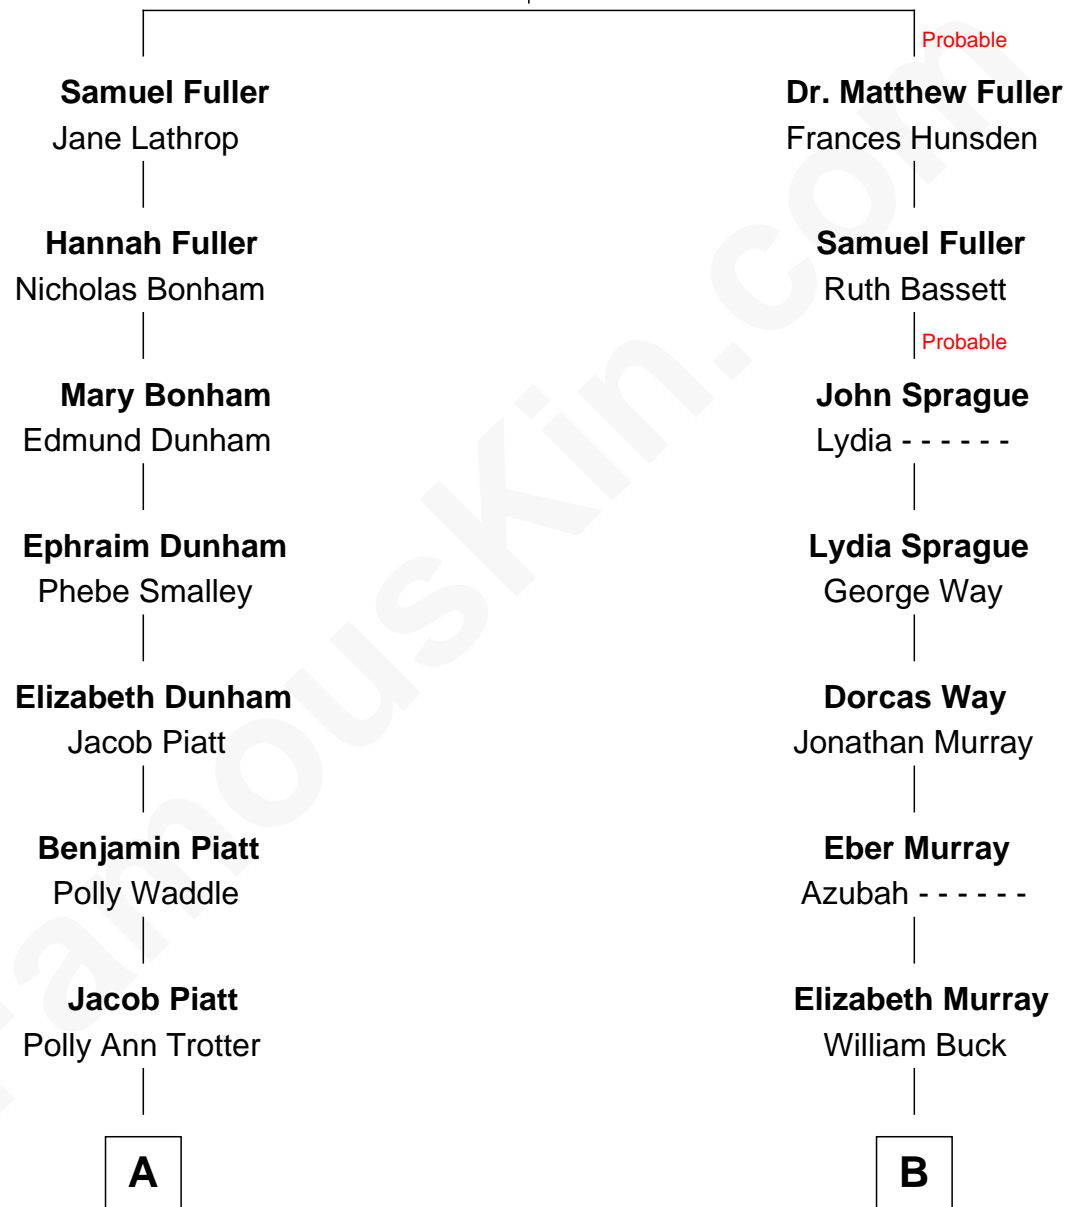 Probable
Samuel Fuller
Jane Lathrop
Dr. Matthew Fuller
Frances Hunsden
Hannah Fuller
Nicholas Bonham
Samuel Fuller
Ruth Bassett
Probable
Mary Bonham
Edmund Dunham
John Sprague
Lydia - - - - - -
Ephraim Dunham
Phebe Smalley
Lydia Sprague
George Way
Elizabeth Dunham
Jacob Piatt
Dorcas Way
Jonathan Murray
Benjamin Piatt
Polly Waddle
Eber Murray
Azubah - - - - - -
Jacob Piatt
Polly Ann Trotter
Elizabeth Murray
William Buck
A
B
FamousKin.com